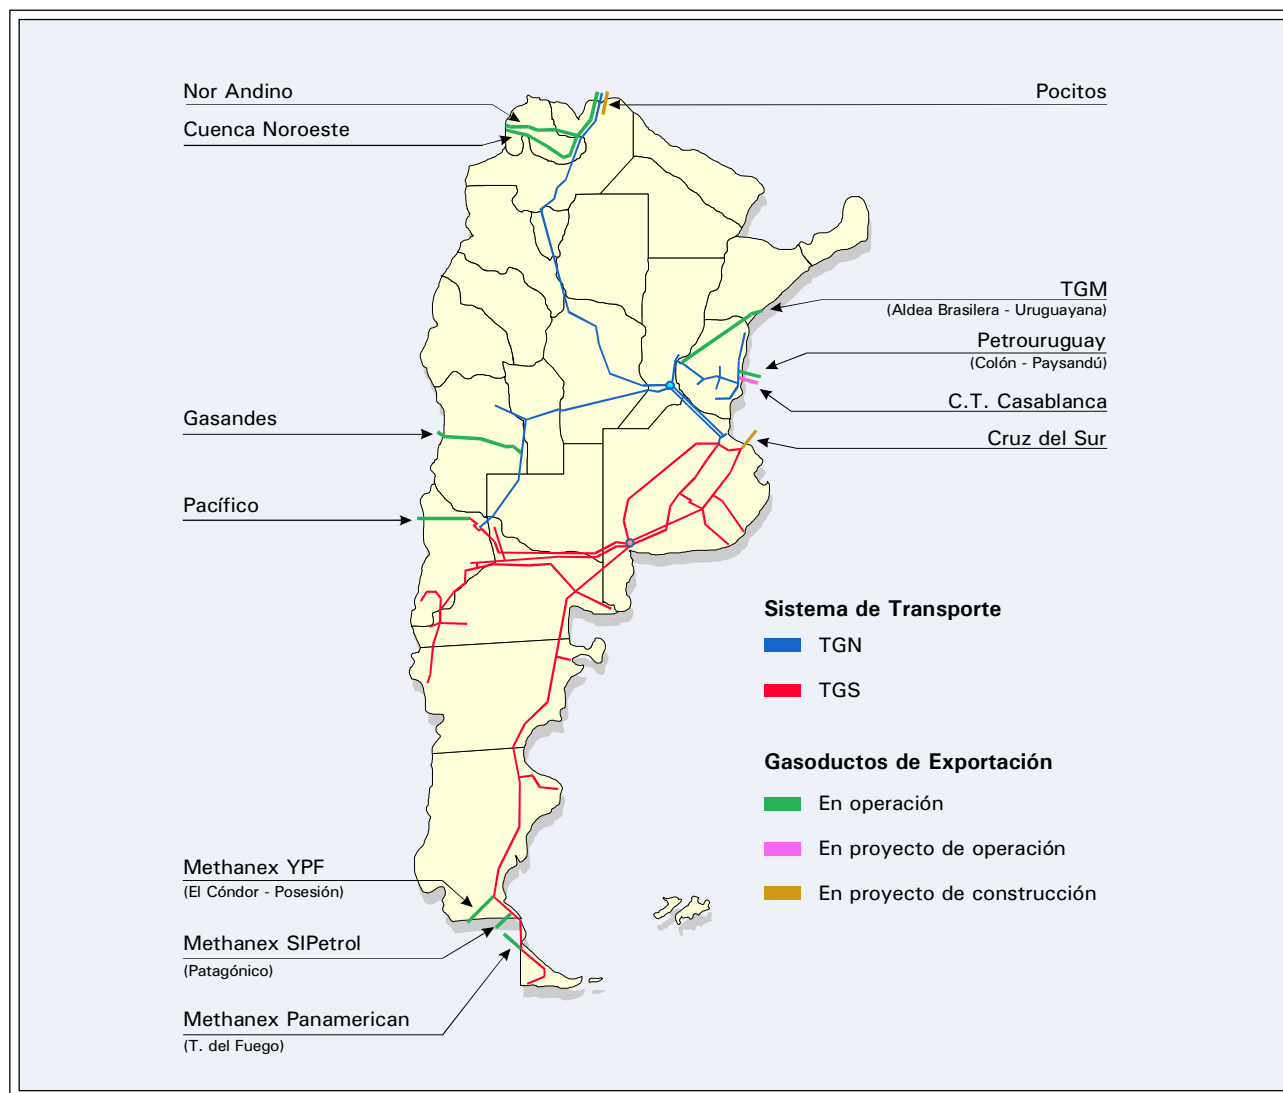 Nor Andino
Cuenca Noroeste
Pocitos
TGM
(Aldea Brasilera - Uruguayana)
Petrouruguay
(Colón - Paysandú)
C.T. Casablanca
Cruz del Sur
Gasandes
Pacífico
Sistema de Transporte
TGN
TGS
Gasoductos de Exportación
En operación
En proyecto de operación
En proyecto de construcción
Methanex YPF
(El Cóndor - Posesión)
Methanex SIPetrol
(Patagónico)
Methanex Panamerican
(T. del Fuego)